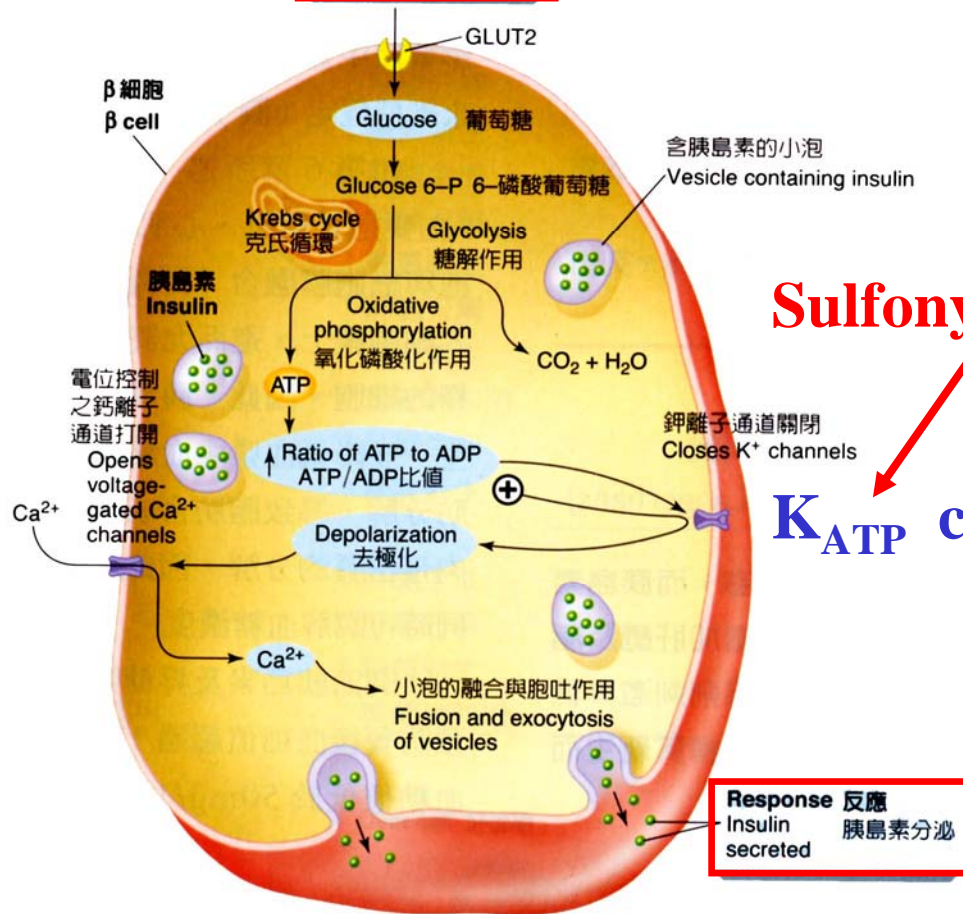 GLUT2
β細胞
β cell
Glucose 葡萄糖
含胰島素的小泡
Vesicle containing insulin
Glucose 6–P 6–磷酸葡萄糖
Krebs cycle
克氏循環
Glycolysis
糖解作用
胰島素
Insulin
Oxidative
phosphorylation
氧化磷酸化作用
CO₂ + H₂O
Sulfony
ATP
電位控制
之鈣離子
通道打開
Opens
voltage-
gated Ca²⁺
channels
鉀離子通道關閉
Closes K⁺ channels
↑ Ratio of ATP to ADP
ATP/ADP比值
+
K_ATP c
Ca²⁺
Depolarization
去極化
Ca²⁺
小泡的融合與胞吐作用
Fusion and exocytosis
of vesicles
Response 反應
Insulin 胰島素分泌
secreted